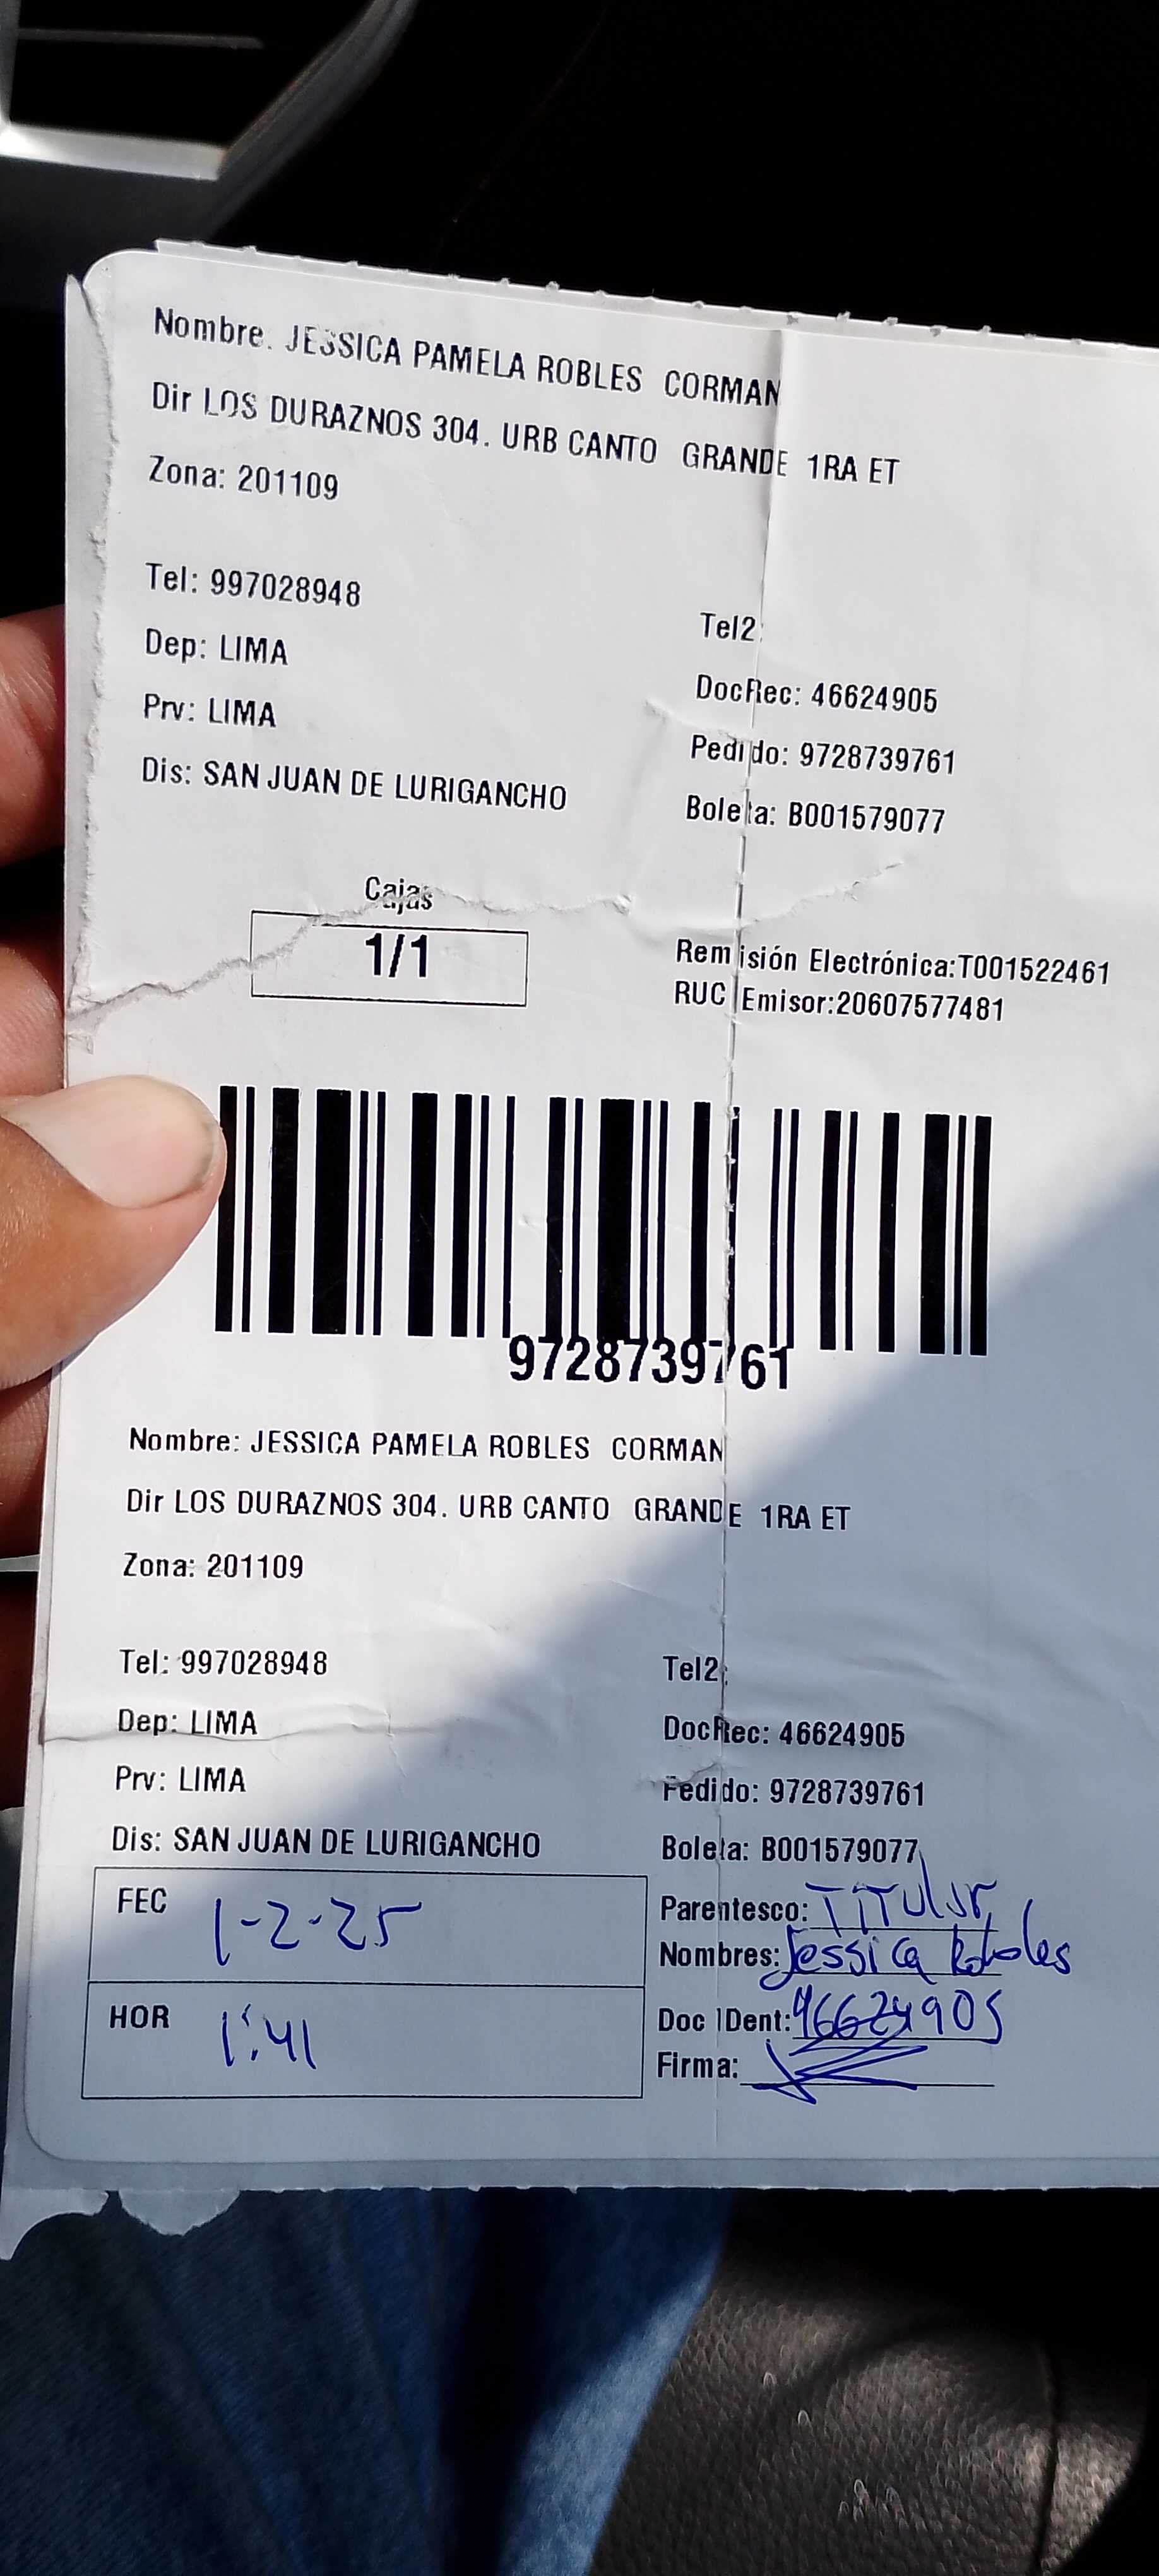 Nombre. JESSICA PAMELA ROBLES CORMAN
Dir LOS DURAZNOS 304. URB CANTO GRANDE 1RA ET
Zona: 201109
Tel: 997028948
Tel2:
Dep: LIMA
DocRec: 46624905
Prv: LIMA
Pedido: 9728739761
Dis: SAN JUAN DE LURIGANCHO
Boleta: B001579077
Cajas
1/1
Remisión Electrónica:T001522461
RUC Emisor:20607577481
9728739761
Nombre: JESSICA PAMELA ROBLES CORMAN
Dir LOS DURAZNOS 304. URB CANTO GRANDE 1RA ET
Zona: 201109
Tel: 997028948
Tel2:
Dep: LIMA
DocRec: 46624905
Prv: LIMA
Pedido: 9728739761
Dis: SAN JUAN DE LURIGANCHO
Boleta: B001579077
FEC 1-2-25
Parentesco: TITULAR
Nombres: Jessica Robles
HOR 1:41
Doc IDent: 46624905
Firma: